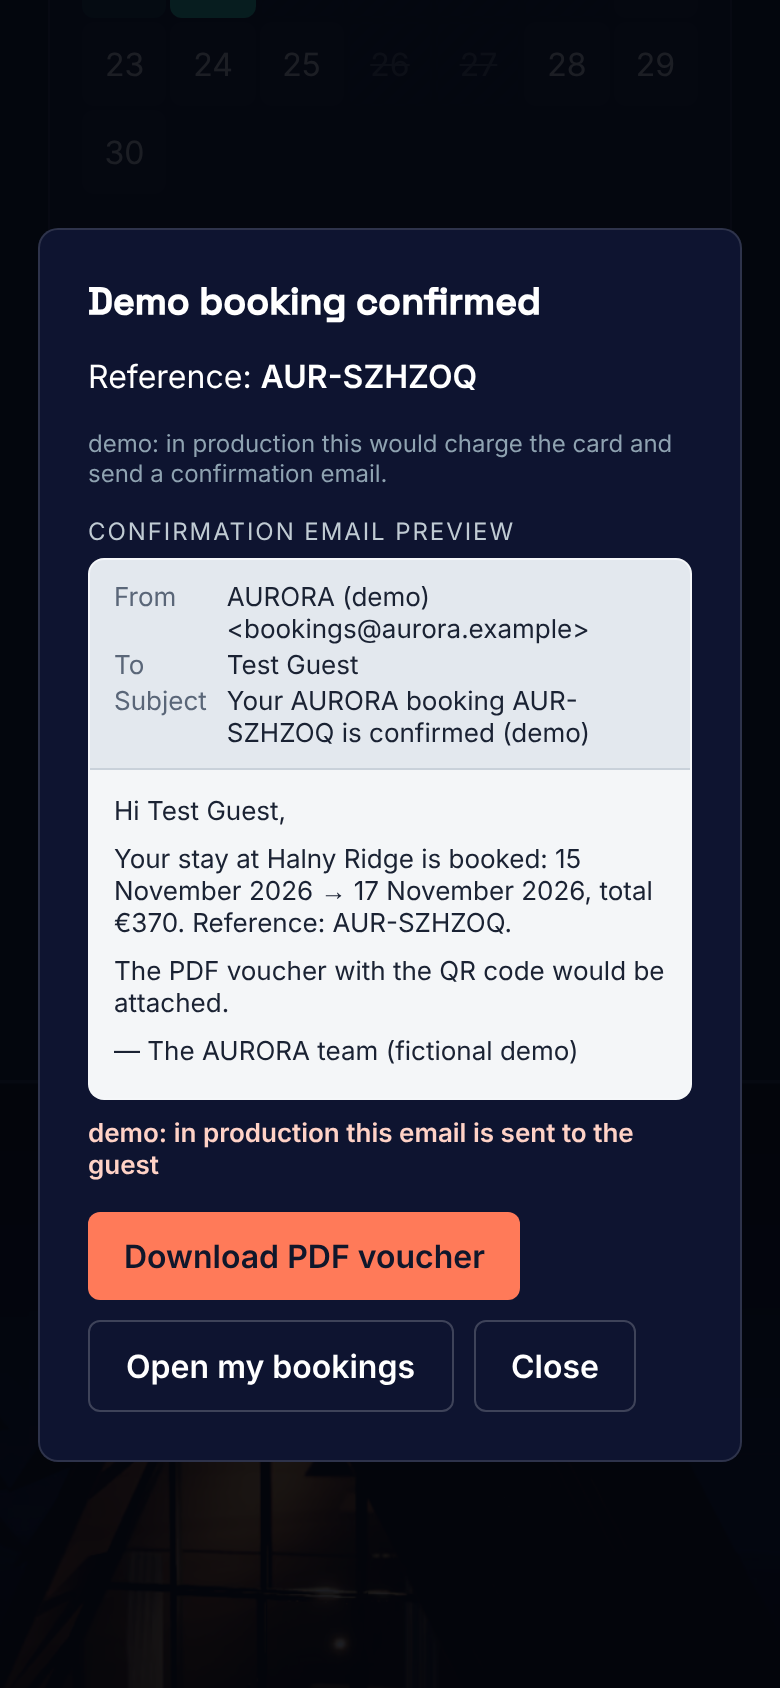 23 24 25 26 27 28 29
30
Demo booking confirmed
Reference: AUR-SZHZOQ
demo: in production this would charge the card and
send a confirmation email.
CONFIRMATION EMAIL PREVIEW
From AURORA (demo)
<bookings@aurora.example>
To Test Guest
Subject Your AURORA booking AUR-
SZHZOQ is confirmed (demo)
Hi Test Guest,
Your stay at Halny Ridge is booked: 15
November 2026 → 17 November 2026, total
€370. Reference: AUR-SZHZOQ.
The PDF voucher with the QR code would be
attached.
— The AURORA team (fictional demo)
demo: in production this email is sent to the
guest
Download PDF voucher
Open my bookings Close